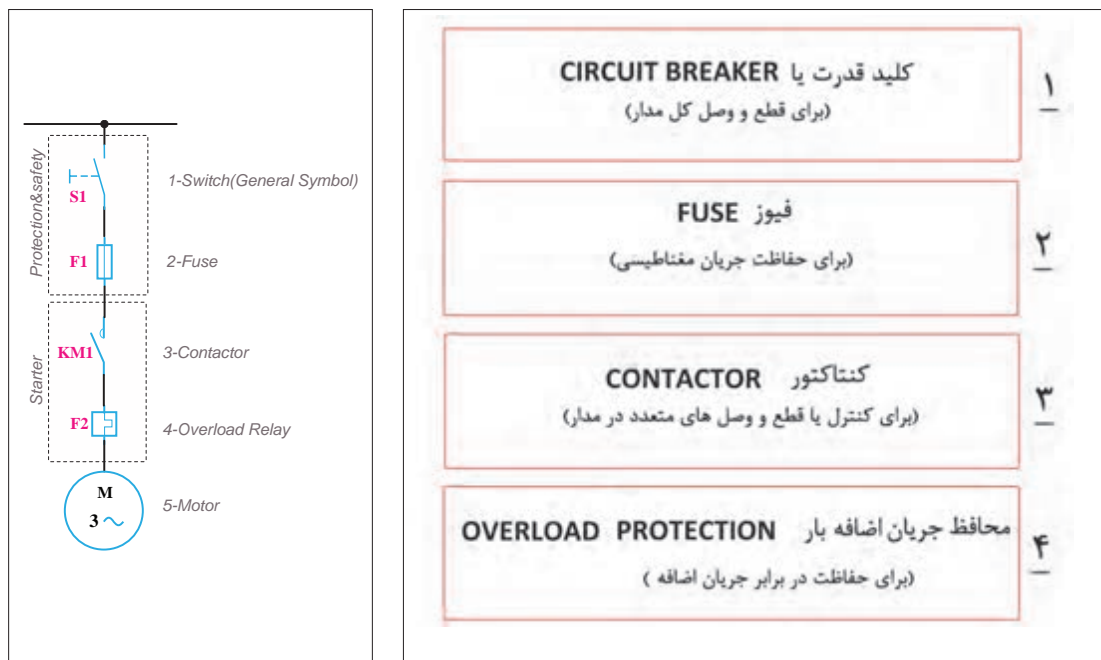 Protection&safety
S1
1-Switch(General Symbol)
F1
2-Fuse
Starter
KM1
3-Contactor
F2
4-Overload Relay
M
3
5-Motor
کلید قدرت یا CIRCUIT BREAKER
(برای قطع و وصل کل مدار)
۱
فیوز FUSE
(برای حفاظت جریان مغناطیسی)
۲
کنتاکتور CONTACTOR
(برای کنترل یا قطع و وصل های متعدد در مدار)
۳
محافظ جریان اضافه بار OVERLOAD PROTECTION
(برای حفاظت در برابر جریان اضافه )
۴